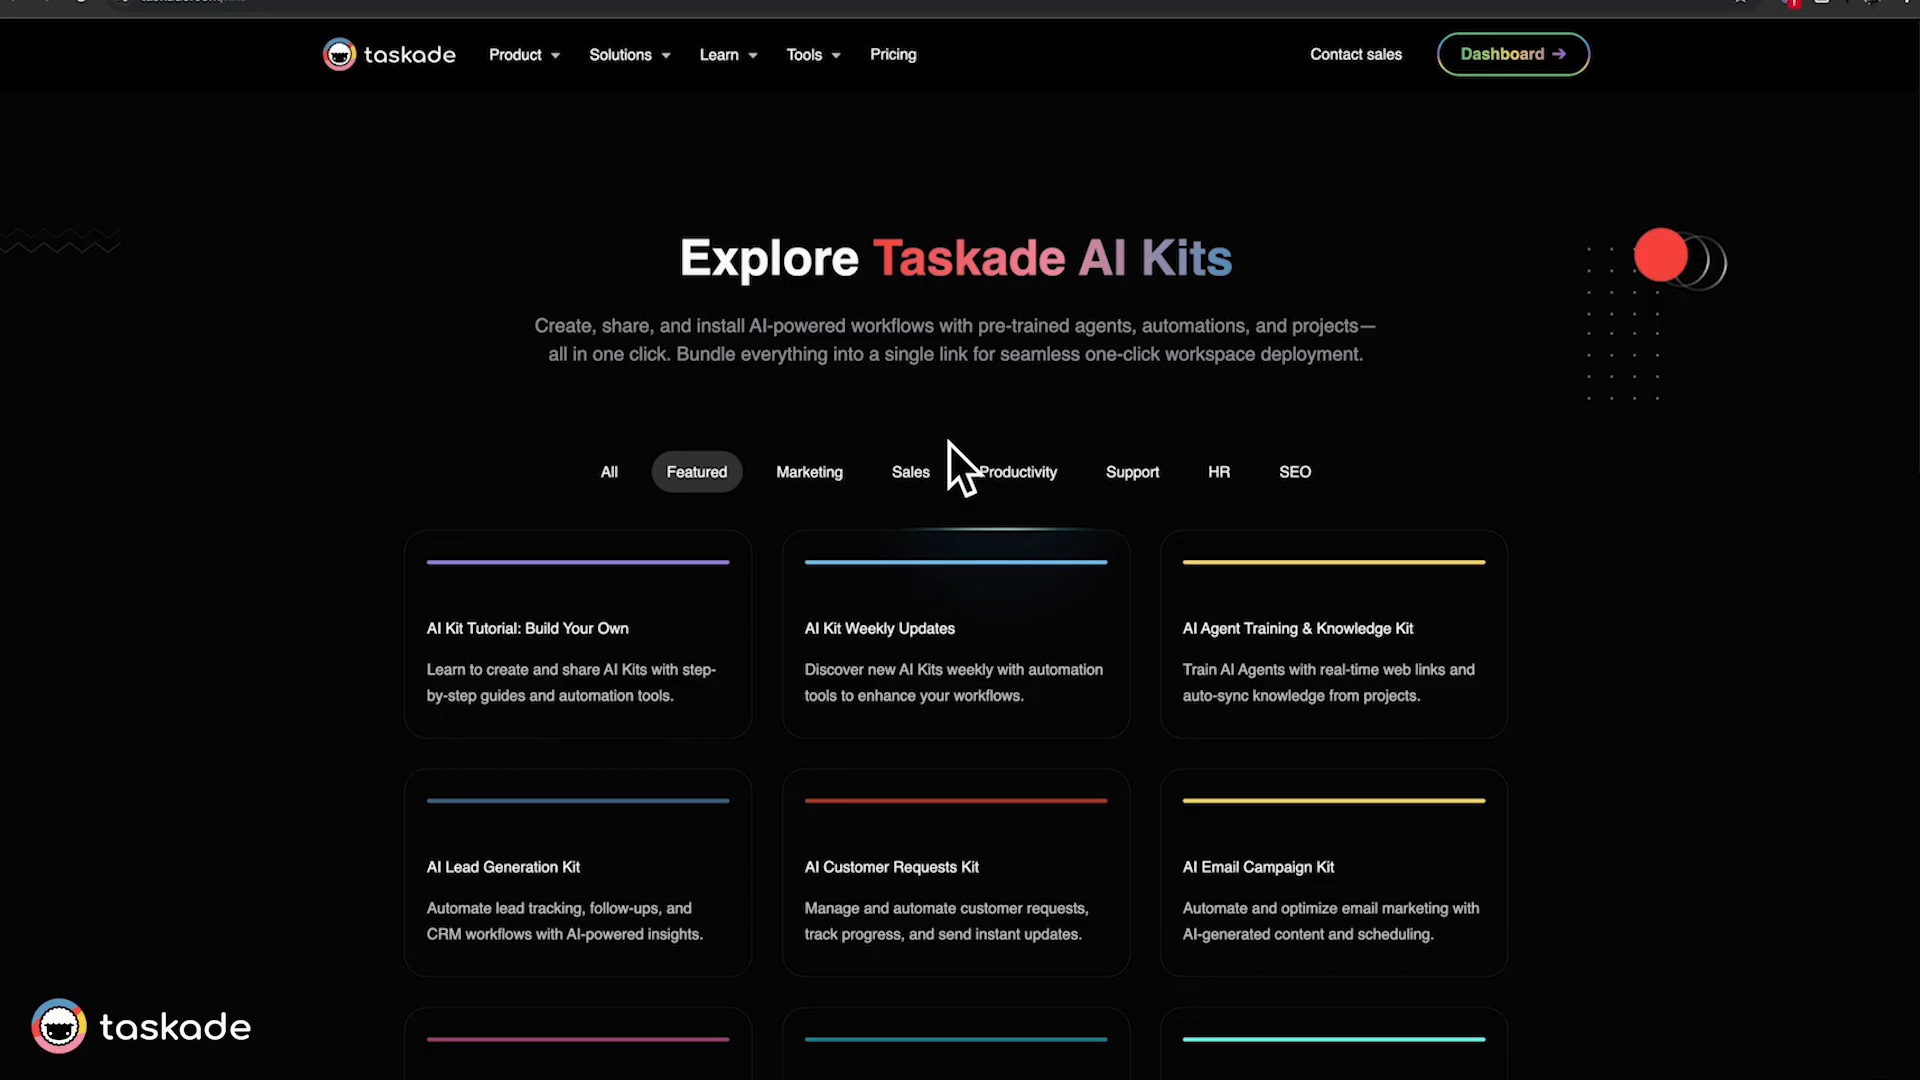 taskade
Product
Solutions
Learn
Tools
Pricing
Contact sales
Dashboard →
Explore Taskade AI Kits
Create, share, and install AI-powered workflows with pre-trained agents, automations, and projects—
all in one click. Bundle everything into a single link for seamless one-click workspace deployment.
All
Featured
Marketing
Sales
Productivity
Support
HR
SEO
AI Kit Tutorial: Build Your Own
Learn to create and share AI Kits with step-
by-step guides and automation tools.
AI Kit Weekly Updates
Discover new AI Kits weekly with automation
tools to enhance your workflows.
AI Agent Training & Knowledge Kit
Train AI Agents with real-time web links and
auto-sync knowledge from projects.
AI Lead Generation Kit
Automate lead tracking, follow-ups, and
CRM workflows with AI-powered insights.
AI Customer Requests Kit
Manage and automate customer requests,
track progress, and send instant updates.
AI Email Campaign Kit
Automate and optimize email marketing with
AI-generated content and scheduling.
taskade